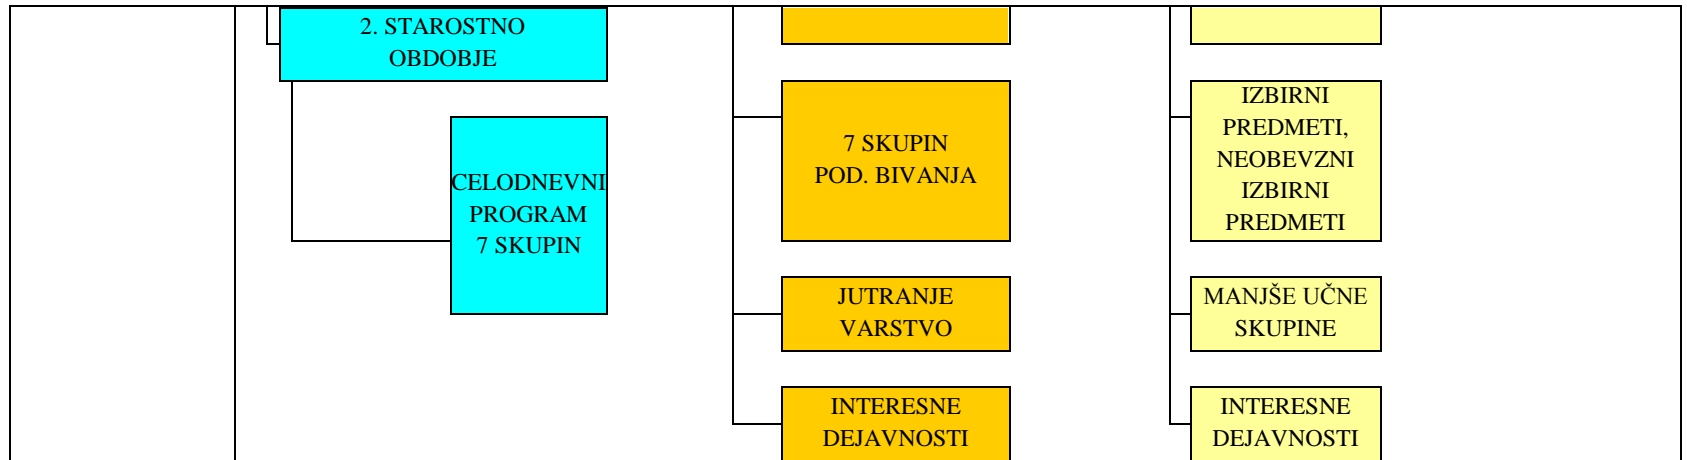 2. STAROSTNO
OBDOBJE
CELODNEVNI
PROGRAM
7 SKUPIN
7 SKUPIN
POD. BIVANJA
JUTRANJE
VARSTVO
INTERESNE
DEJAVNOSTI
IZBIRNI
PREDMETI,
NEOBEVZNI
IZBIRNI
PREDMETI
MANJŠE UČNE
SKUPINE
INTERESNE
DEJAVNOSTI